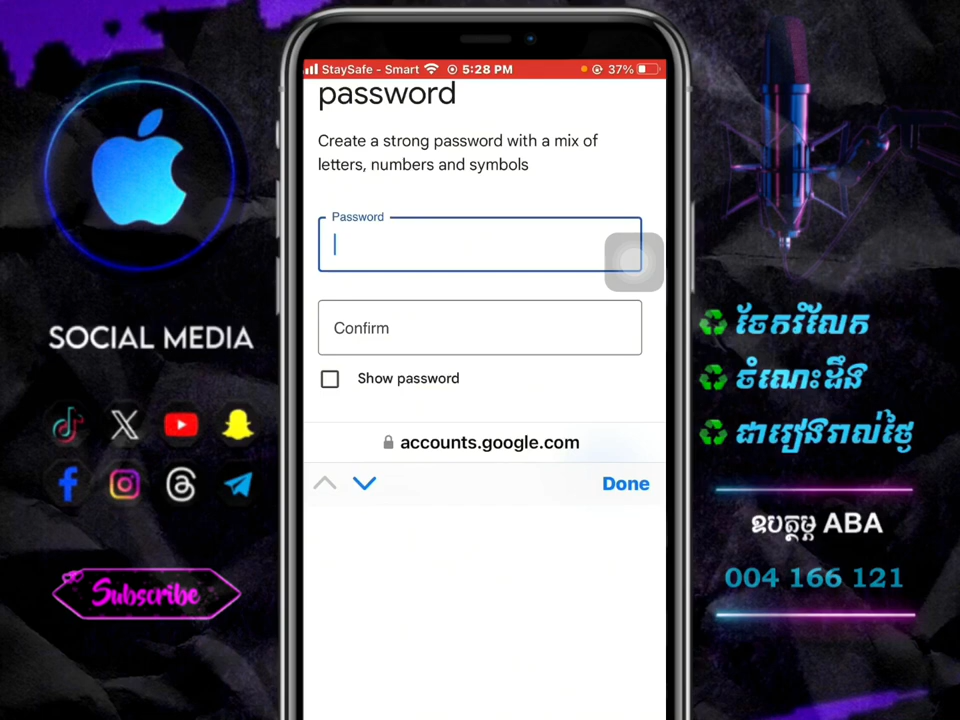 StaySafe - Smart 5:28 PM 37%
password
Create a strong password with a mix of
letters, numbers and symbols
Password
Confirm
Show password
accounts.google.com
Done
SOCIAL MEDIA
Subscribe
ចែករំលែក
ចំណេះដឹង
ជារៀងរាល់ថ្ងៃ
ឧបត្ថម្ភ ABA
004 166 121